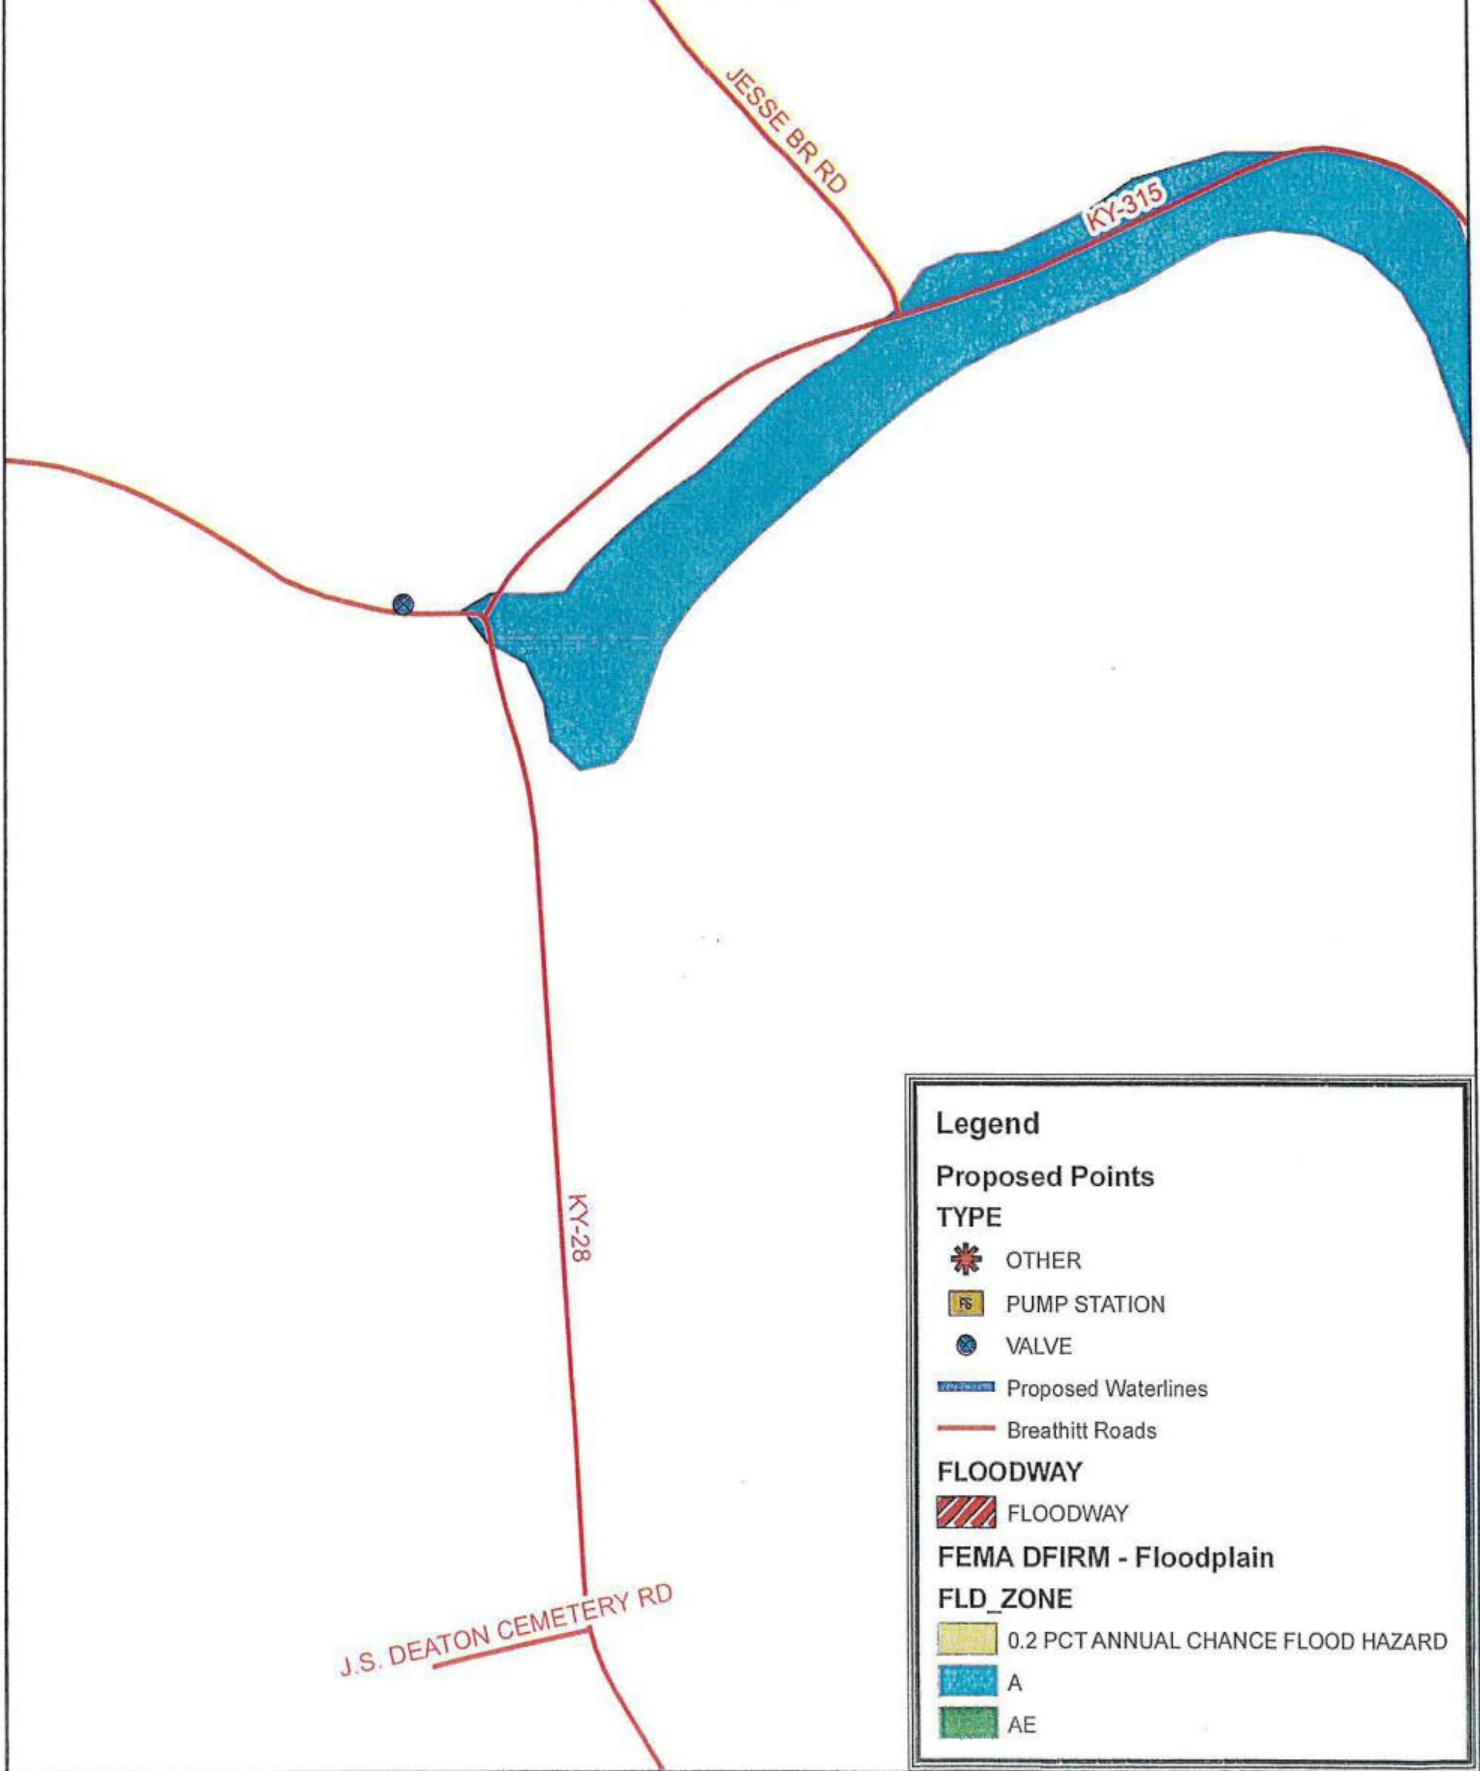 JESSE BR RD
KY-315
KY-28
J.S. DEATON CEMETERY RD
Legend
Proposed Points
TYPE
OTHER
PS PUMP STATION
VALVE
Proposed Waterlines
Breathitt Roads
FLOODWAY
FLOODWAY
FEMA DFIRM - Floodplain
FLD_ZONE
0.2 PCT ANNUAL CHANCE FLOOD HAZARD
A
AE